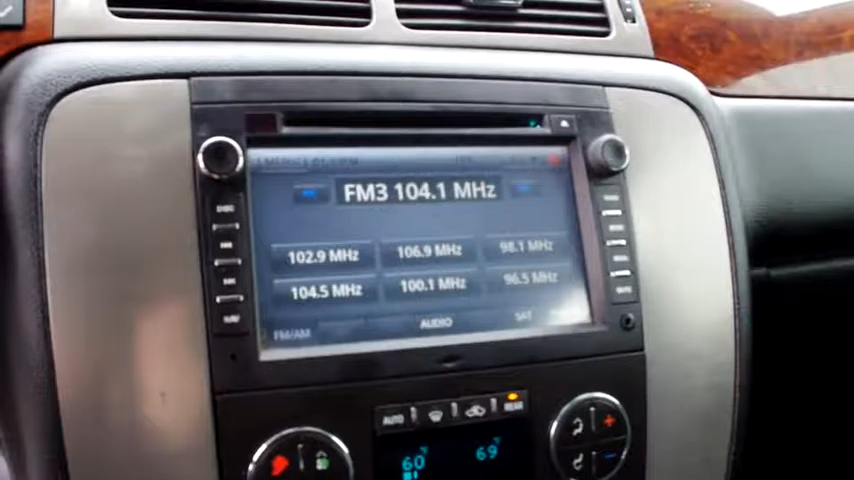 FM3 104.1 MHz
102.9 MHz 106.9 MHz 98.1 MHz
104.5 MHz 100.1 MHz 96.5 MHz
FM/AM AUDIO SAT
AUTO REAR
60° 69°